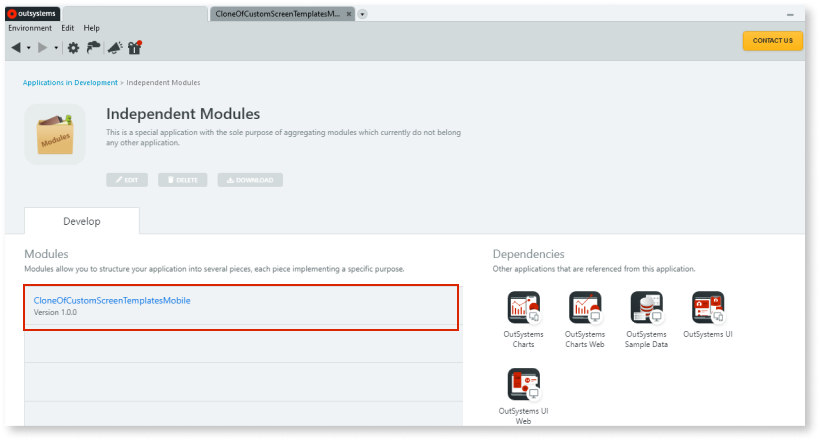 outsystems
CloneOfCustomScreenTemplatesM...
Environment Edit Help
CONTACT US
Applications in Development > Independent Modules
Modules
Independent Modules
This is a special application with the sole purpose of aggregating modules which currently do not belong
any other application.
EDIT DELETE DOWNLOAD
Develop
Modules
Modules allow you to structure your application into several pieces, each piece implementing a specific purpose.
CloneOfCustomScreenTemplatesMobile
Version 1.0.0
Dependencies
Other applications that are referenced from this application.
OutSystems
Charts
OutSystems
Charts Web
OutSystems
Sample Data
OutSystems UI
OutSystems UI
Web